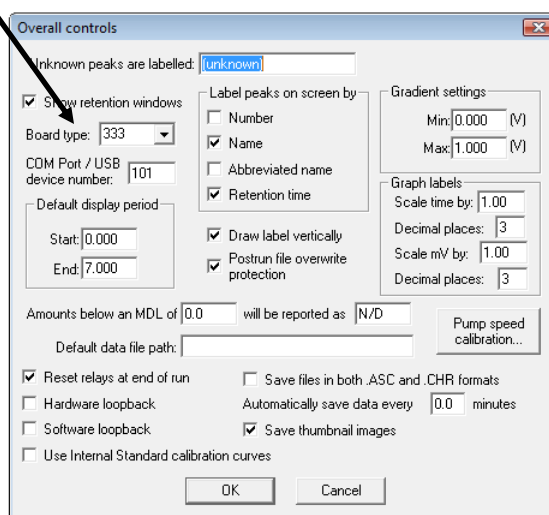 Overall controls
Unknown peaks are labelled: (unknown)
Show retention windows
Board type: 333
COM Port / USB
device number: 101
Default display period
Start: 0.000
End: 7.000
Label peaks on screen by
Number
Name
Abbreviated name
Retention time
Draw label vertically
Postrun file overwrite
protection
Gradient settings
Min: 0.000 (V)
Max: 1.000 (V)
Graph labels
Scale time by: 1.00
Decimal places: 3
Scale mV by: 1.00
Decimal places: 3
Amounts below an MDL of 0.0 will be reported as N/D
Default data file path:
Pump speed
calibration...
Reset relays at end of run
Save files in both .ASC and .CHR formats
Hardware loopback
Automatically save data every 0.0 minutes
Software loopback
Save thumbnail images
Use Internal Standard calibration curves
OK
Cancel